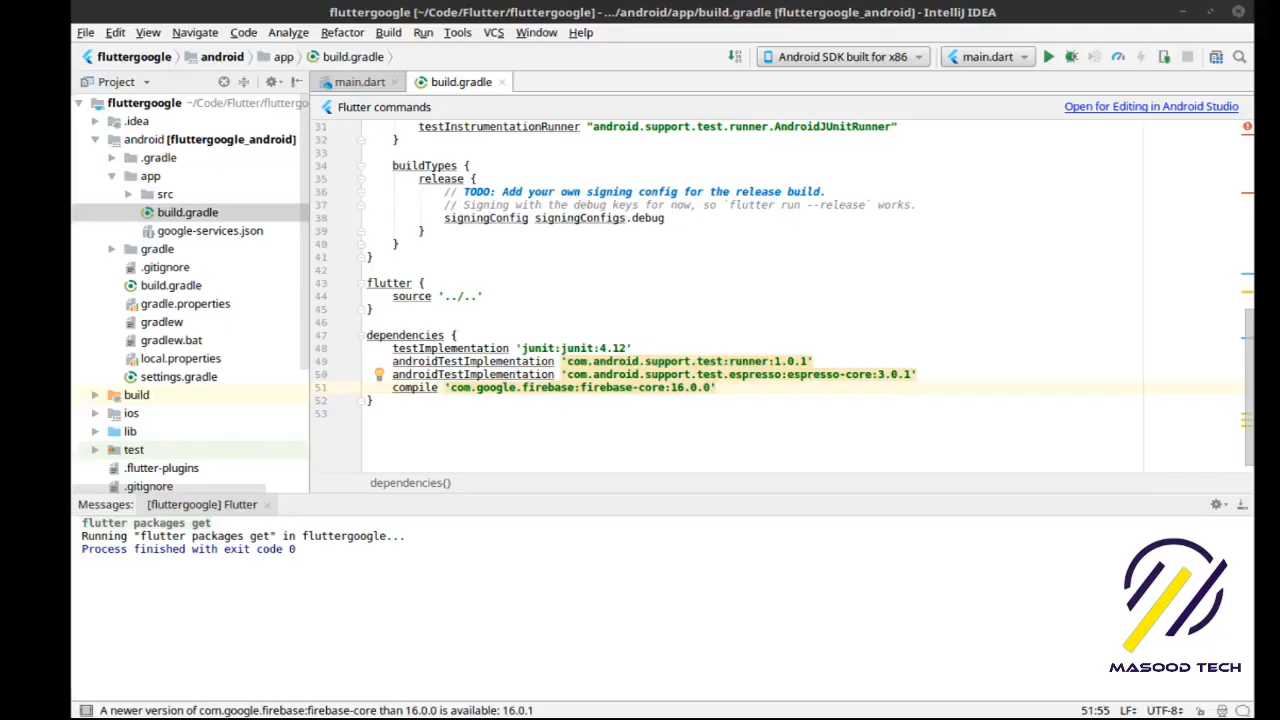 fluttergoogle [~/Code/Flutter/fluttergoogle] - .../android/app/build.gradle [fluttergoogle_android] - IntelliJ IDEA
File Edit View Navigate Code Analyze Refactor Build Run Tools VCS Window Help
fluttergoogle android app build.gradle Android SDK built for x86 main.dart
Project main.dart build.gradle
fluttergoogle ~/Code/Flutter/fluttergo
.idea
android [fluttergoogle_android]
.gradle
app
src
build.gradle
google-services.json
gradle
.gitignore
build.gradle
gradle.properties
gradlew
gradlew.bat
local.properties
settings.gradle
build
ios
lib
test
.flutter-plugins
.gitignore
Flutter commands Open for Editing in Android Studio
31 testInstrumentationRunner "android.support.test.runner.AndroidJUnitRunner"
32 }
33
34 buildTypes {
35 release {
36 // TODO: Add your own signing config for the release build.
37 // Signing with the debug keys for now, so `flutter run --release` works.
38 signingConfig signingConfigs.debug
39 }
40 }
41 }
42
43 flutter {
44 source '../..'
45 }
46
47 dependencies {
48 testImplementation 'junit:junit:4.12'
49 androidTestImplementation 'com.android.support.test:runner:1.0.1'
50 androidTestImplementation 'com.android.support.test.espresso:espresso-core:3.0.1'
51 compile 'com.google.firebase:firebase-core:16.0.0'
52 }
53
dependencies{}
Messages: [fluttergoogle] Flutter
flutter packages get
Running "flutter packages get" in fluttergoogle...
Process finished with exit code 0
MASOOD TECH
A newer version of com.google.firebase:firebase-core than 16.0.0 is available: 16.0.1 51:55 LF UTF-8